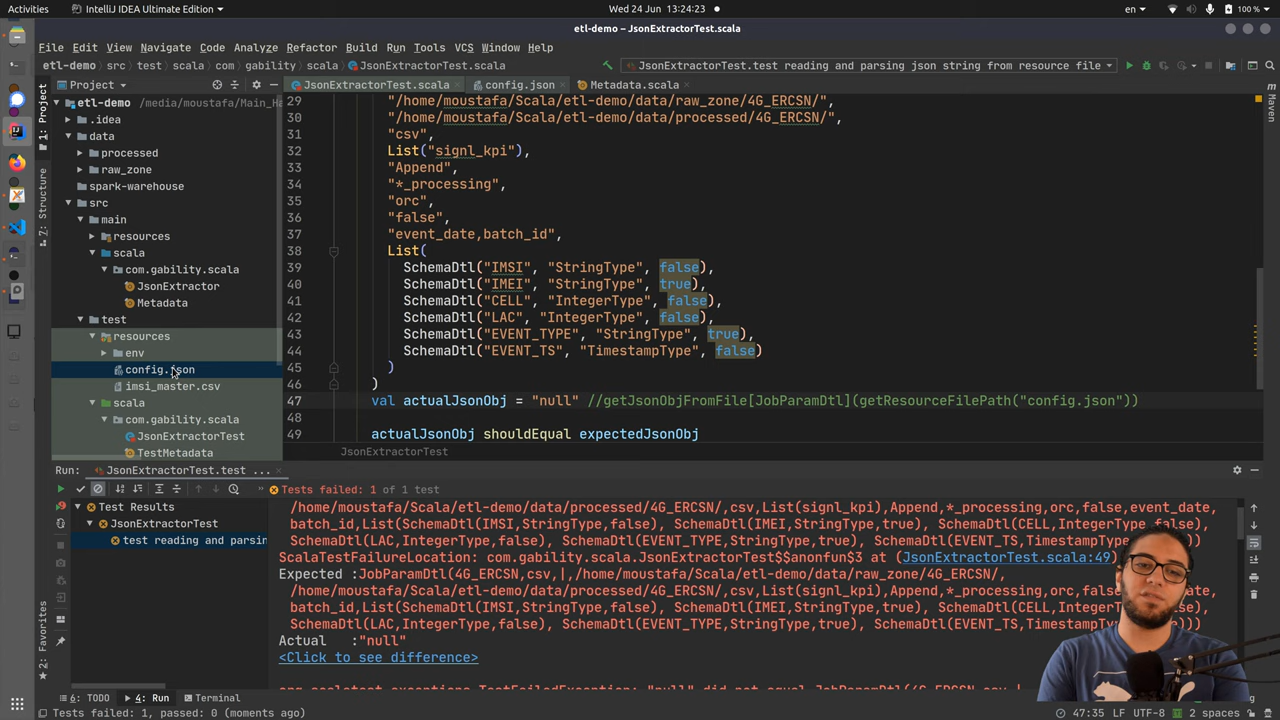 Activities
IntelliJ IDEA Ultimate Edition
Wed 24 Jun 13:24:23
en
100 %
etl-demo – JsonExtractorTest.scala
File Edit View Navigate Code Analyze Refactor Build Run Tools VCS Window Help
etl-demo src test scala com gability scala JsonExtractorTest.scala
JsonExtractorTest.test reading and parsing json string from resource file
Project
JsonExtractorTest.scala config.json Metadata.scala
1: Project
7: Structure
2: Favorites
Maven
etl-demo /media/moustafa/Main_Ha
.idea
data
processed
raw_zone
spark-warehouse
src
main
resources
scala
com.gability.scala
JsonExtractor
Metadata
test
resources
env
config.json
imsi_master.csv
scala
com.gability.scala
JsonExtractorTest
TestMetadata
29 "/home/moustafa/Scala/etl-demo/data/raw_zone/4G_ERCSN/",
30 "/home/moustafa/Scala/etl-demo/data/processed/4G_ERCSN/",
31 "csv",
32 List("signl_kpi"),
33 "Append",
34 "*_processing",
35 "orc",
36 "false",
37 "event_date,batch_id",
38 List(
39 SchemaDtl("IMSI", "StringType", false),
40 SchemaDtl("IMEI", "StringType", true),
41 SchemaDtl("CELL", "IntegerType", false),
42 SchemaDtl("LAC", "IntegerType", false),
43 SchemaDtl("EVENT_TYPE", "StringType", true),
44 SchemaDtl("EVENT_TS", "TimestampType", false)
45 )
46 )
47 val actualJsonObj = "null" //getJsonObjFromFile[JobParamDtl](getResourceFilePath("config.json"))
48
49 actualJsonObj shouldEqual expectedJsonObj
JsonExtractorTest
Run: JsonExtractorTest.test ...
Tests failed: 1 of 1 test
Test Results
JsonExtractorTest
test reading and parsin
/home/moustafa/Scala/etl-demo/data/processed/4G_ERCSN/,csv,List(signl_kpi),Append,*_processing,orc,false,event_date,
batch_id,List(SchemaDtl(IMSI,StringType,false), SchemaDtl(IMEI,StringType,true), SchemaDtl(CELL,IntegerType,false),
SchemaDtl(LAC,IntegerType,false), SchemaDtl(EVENT_TYPE,StringType,true), SchemaDtl(EVENT_TS,TimestampType,false)))
ScalaTestFailureLocation: com.gability.scala.JsonExtractorTest$$anonfun$3 at (JsonExtractorTest.scala:49)
Expected :JobParamDtl(4G_ERCSN,csv,|,/home/moustafa/Scala/etl-demo/data/raw_zone/4G_ERCSN/,
/home/moustafa/Scala/etl-demo/data/processed/4G_ERCSN/,csv,List(signl_kpi),Append,*_processing,orc,false,event_date,
batch_id,List(SchemaDtl(IMSI,StringType,false), SchemaDtl(IMEI,StringType,true), SchemaDtl(CELL,Intege
SchemaDtl(LAC,IntegerType,false), SchemaDtl(EVENT_TYPE,StringType,true), SchemaDtl(EVENT_TS,Time
Actual :"null"
<Click to see difference>
6: TODO 4: Run Terminal
Tests failed: 1, passed: 0 (moments ago)
47:35 LF UTF-8 2 spaces